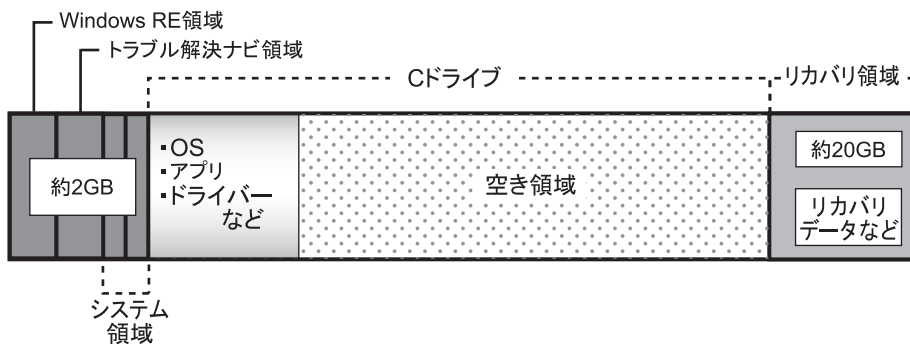 Windows RE領域
トラブル解決ナビ領域
Cドライブ
リカバリ領域
約2GB
▪OS
▪アプリ
▪ドライバー
など
空き領域
約20GB
リカバリ
データなど
システム
領域